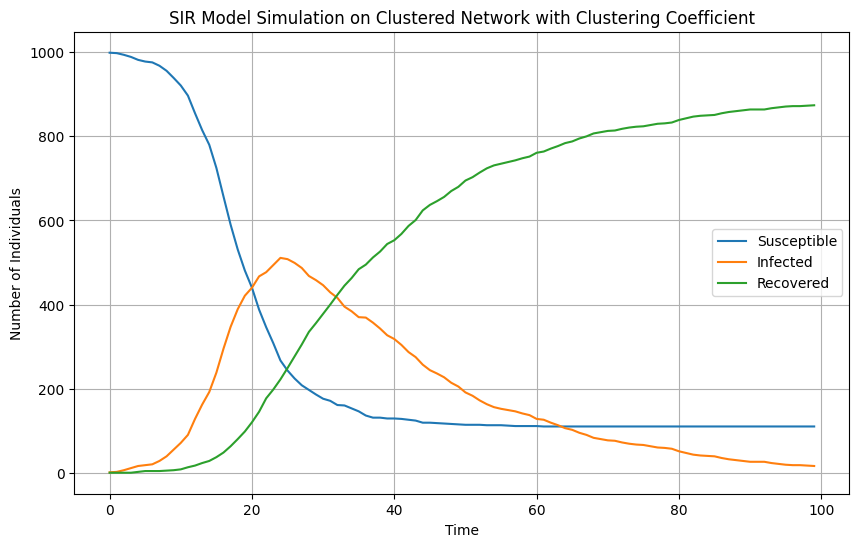 SIR Model Simulation on Clustered Network with Clustering Coefficient
1000
800
600
400
200
0
Number of Individuals
Susceptible
Infected
Recovered
0 20 40 60 80 100
Time